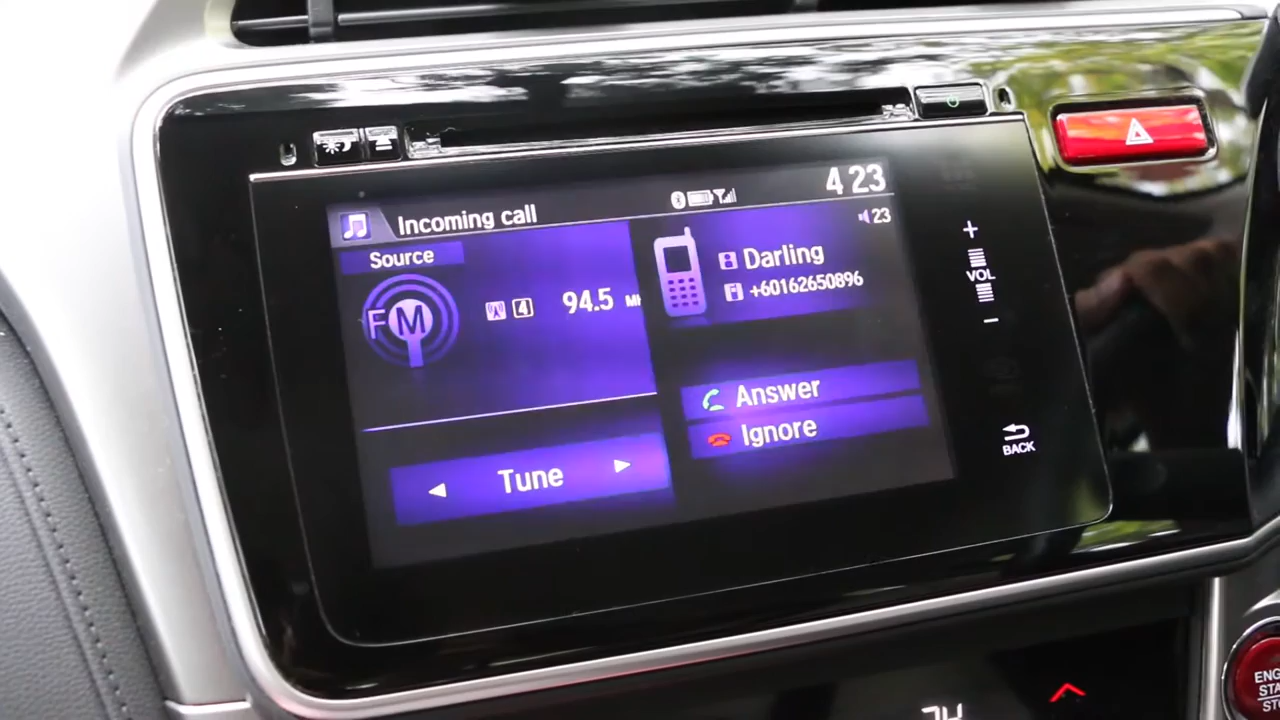 4 23
Incoming call
23
Source
Darling
+60162650896
FM
4
94.5
VOL
Answer
Ignore
BACK
Tune